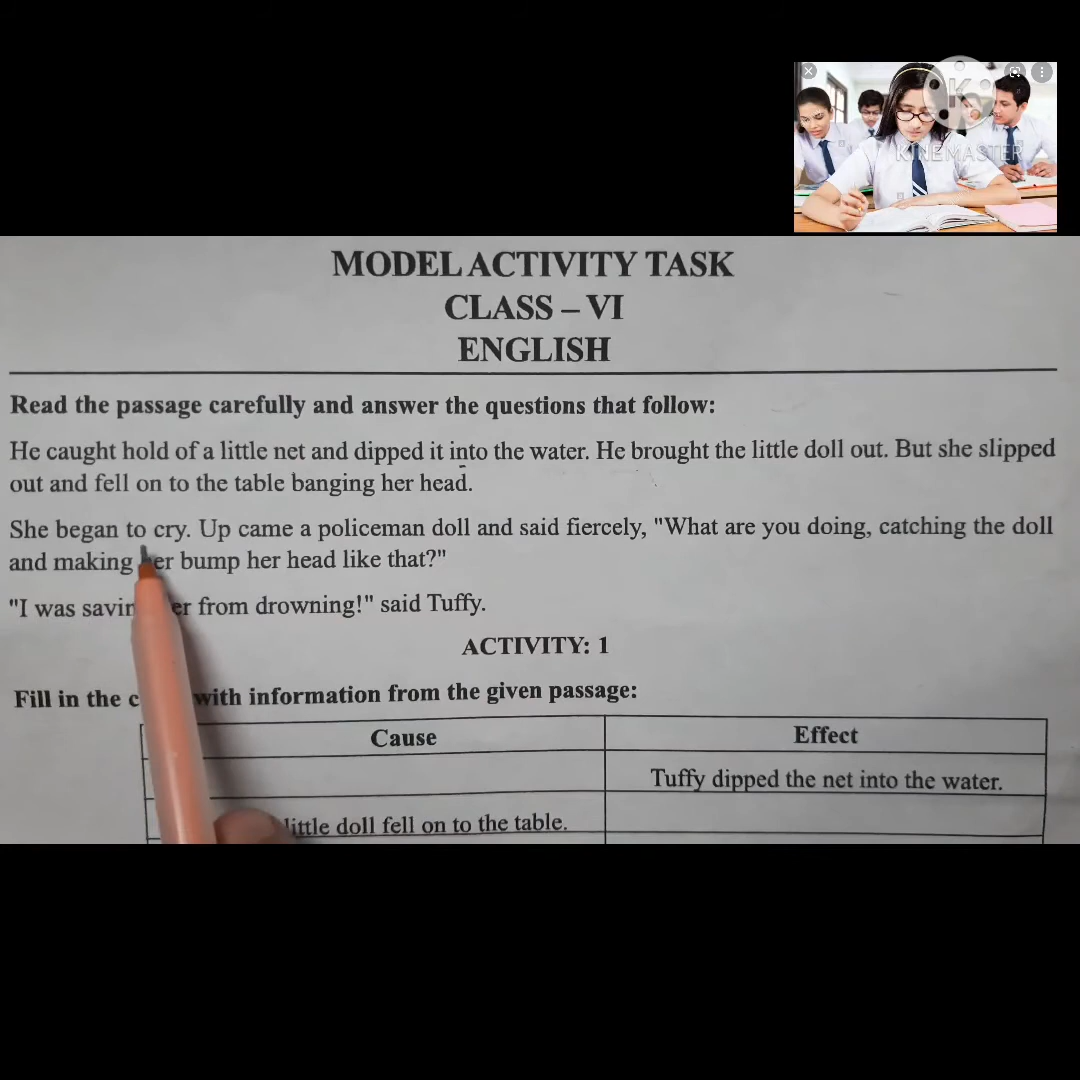 KINEMASTER
MODEL ACTIVITY TASK
CLASS – VI
ENGLISH
Read the passage carefully and answer the questions that follow:
He caught hold of a little net and dipped it into the water. He brought the little doll out. But she slipped
out and fell on to the table banging her head.
She began to cry. Up came a policeman doll and said fiercely, "What are you doing, catching the doll
and making her bump her head like that?"
"I was from drowning!" said Tuffy.
ACTIVITY: 1
Fill in the with information from the given passage:
Cause Effect
Tuffy dipped the net into the water.
little doll fell on to the table.